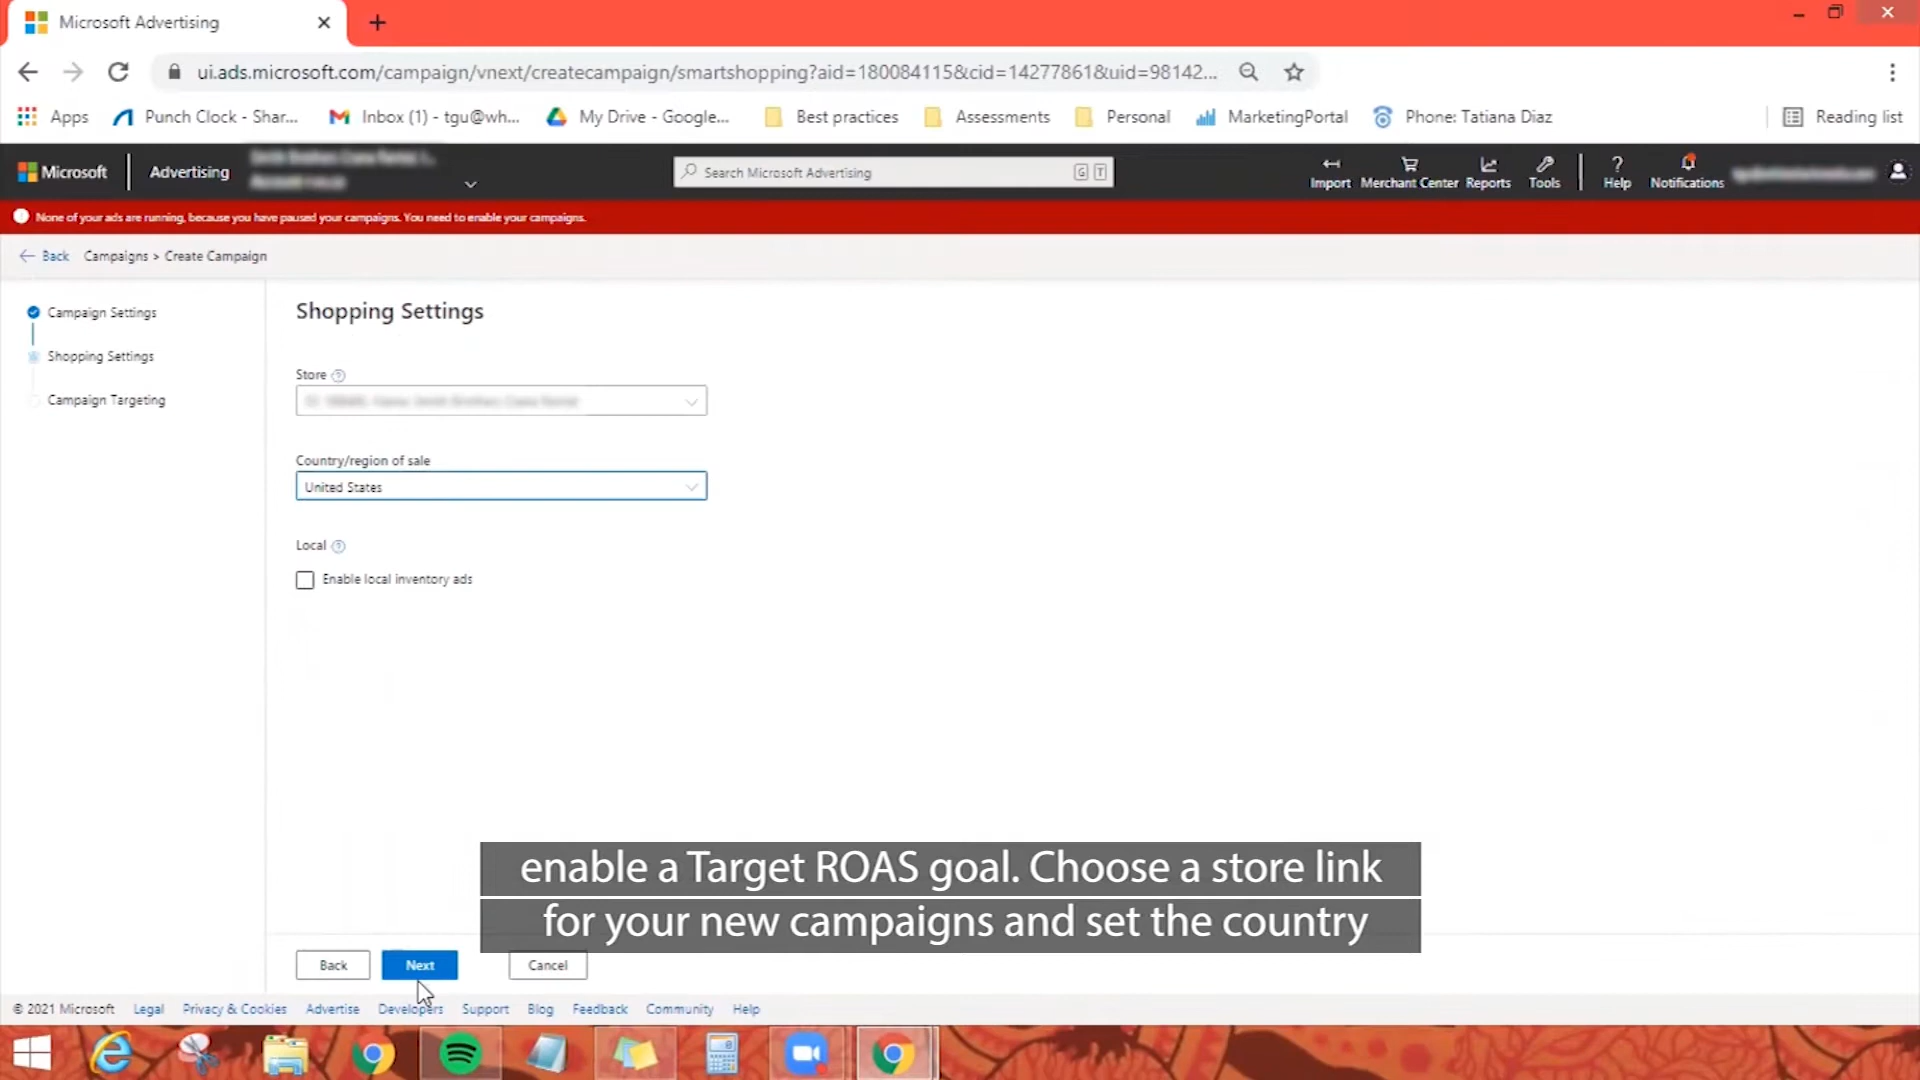 Microsoft Advertising
ui.ads.microsoft.com/campaign/vnext/createcampaign/smartshopping?aid=180084115&cid=14277861&uid=98142...
Apps Punch Clock - Shar... Inbox (1) - tgu@wh... My Drive - Google... Best practices Assessments Personal MarketingPortal Phone: Tatiana Diaz Reading list
Microsoft Advertising Search Microsoft Advertising G T Import Merchant Center Reports Tools Help Notifications
None of your ads are running, because you have paused your campaigns. You need to enable your campaigns.
Back Campaigns > Create Campaign
Campaign Settings
Shopping Settings
Campaign Targeting
Shopping Settings
Store
Country/region of sale
United States
Local
Enable local inventory ads
enable a Target ROAS goal. Choose a store link
for your new campaigns and set the country
Back Next Cancel
© 2021 Microsoft Legal Privacy & Cookies Advertise Developers Support Blog Feedback Community Help